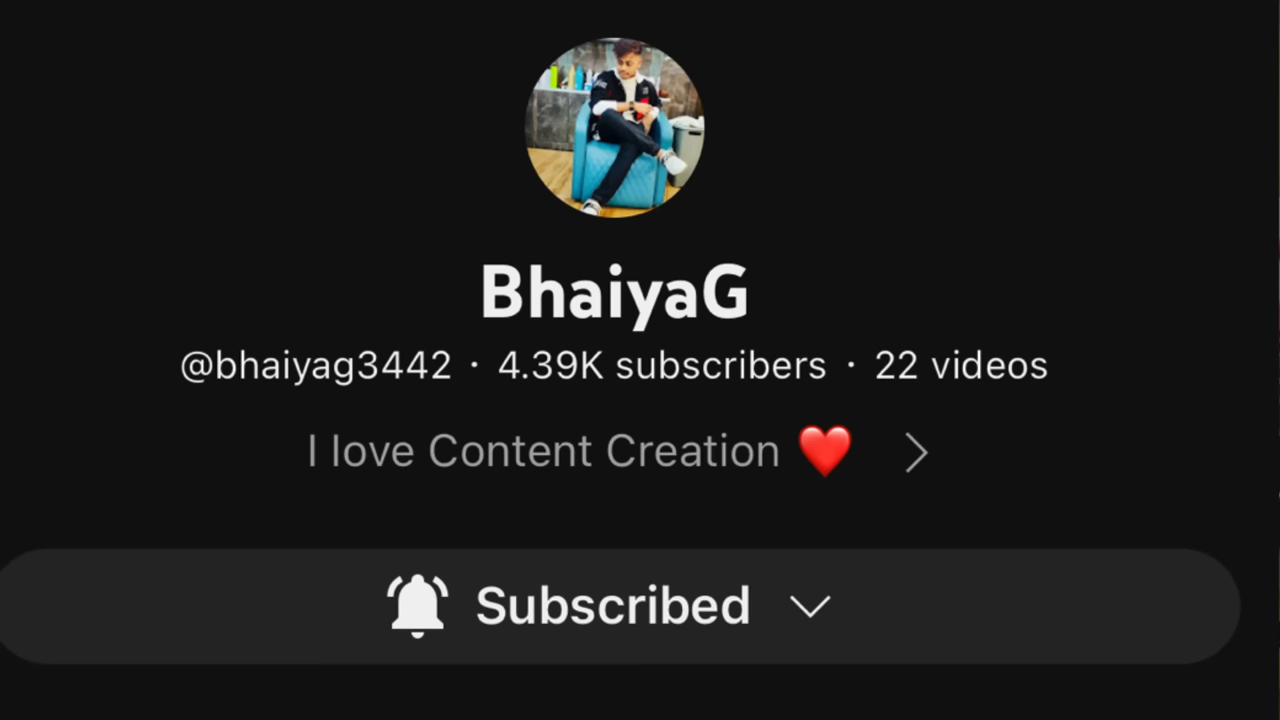 BhaiyaG
@bhaiyag3442 · 4.39K subscribers · 22 videos
I love Content Creation ❤️
Subscribed